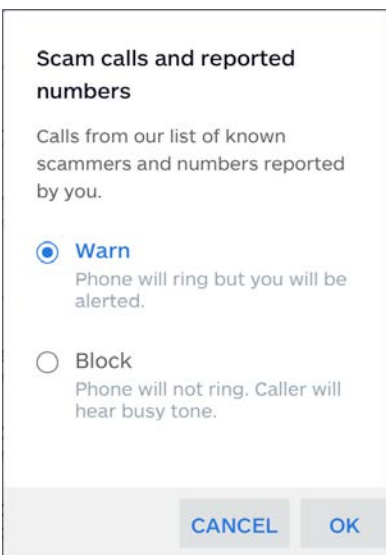 Scam calls and reported
numbers
Calls from our list of known
scammers and numbers reported
by you.
Warn
Phone will ring but you will be
alerted.
Block
Phone will not ring. Caller will
hear busy tone.
CANCEL OK